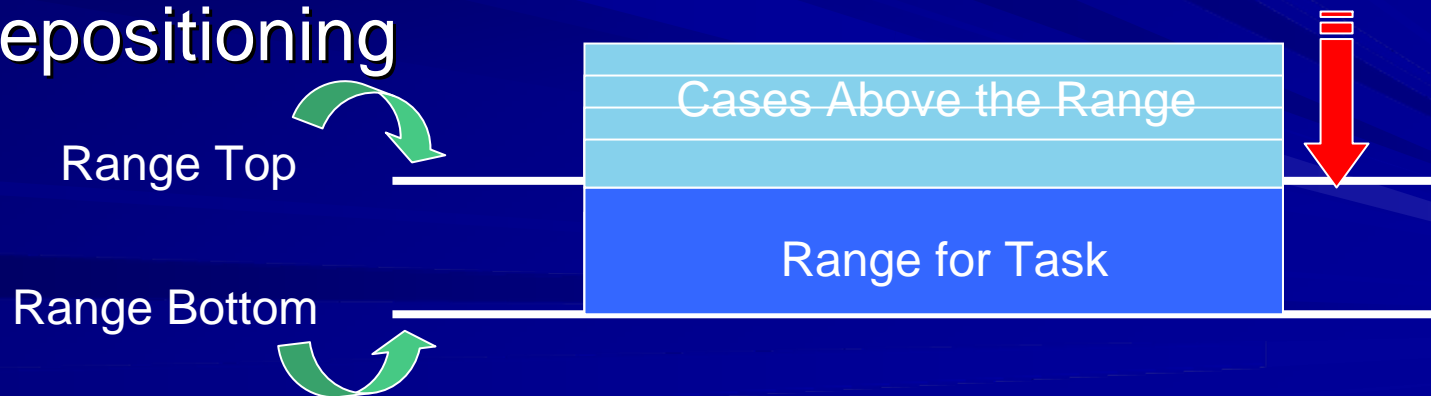 epositioning
Cases Above the Range
Range Top
Range for Task
Range Bottom